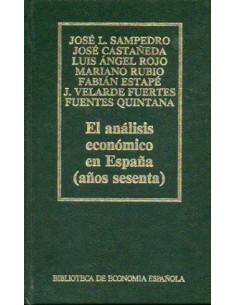 JOSÉ L. SAMPEDRO
JOSÉ CASTAÑEDA
LUIS ÁNGEL ROJO
MARIANO RUBIO
FABIÁN ESTAPÉ
J. VELARDE FUERTES
FUENTES QUINTANA
El análisis
económico
en España
(años sesenta)
BIBLIOTECA DE ECONOMIA ESPAÑOLA